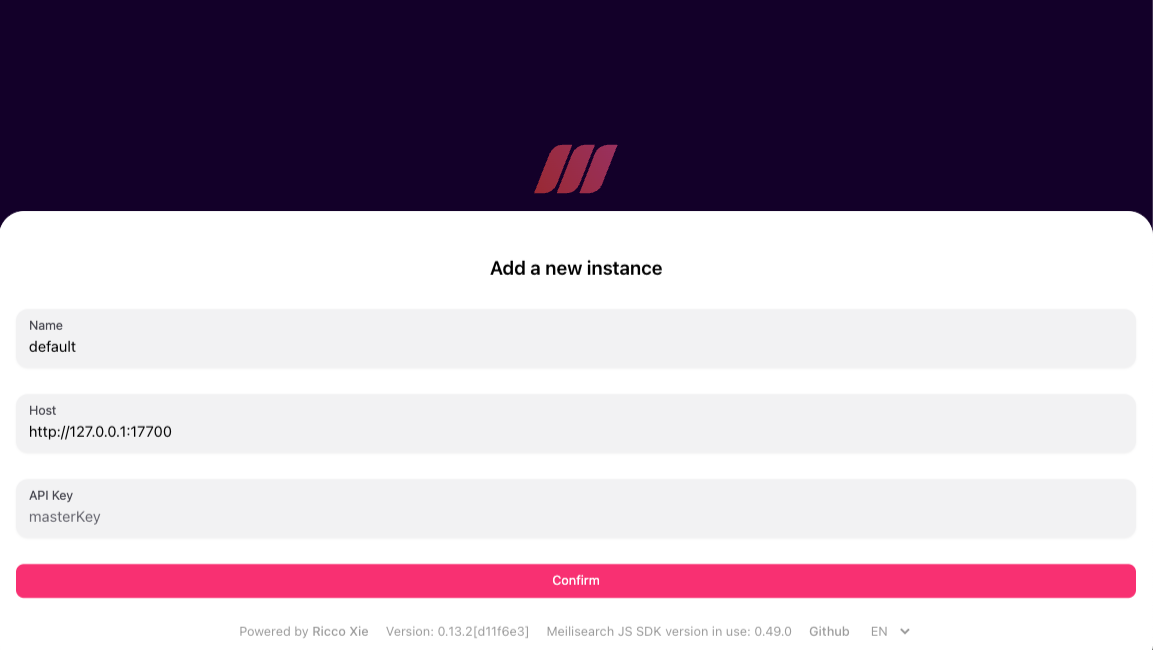 Add a new instance
Name
default
Host
http://127.0.0.1:17700
API Key
masterKey
Confirm
Powered by Ricco Xie Version: 0.13.2[d11f6e3] Meilisearch JS SDK version in use: 0.49.0 Github EN